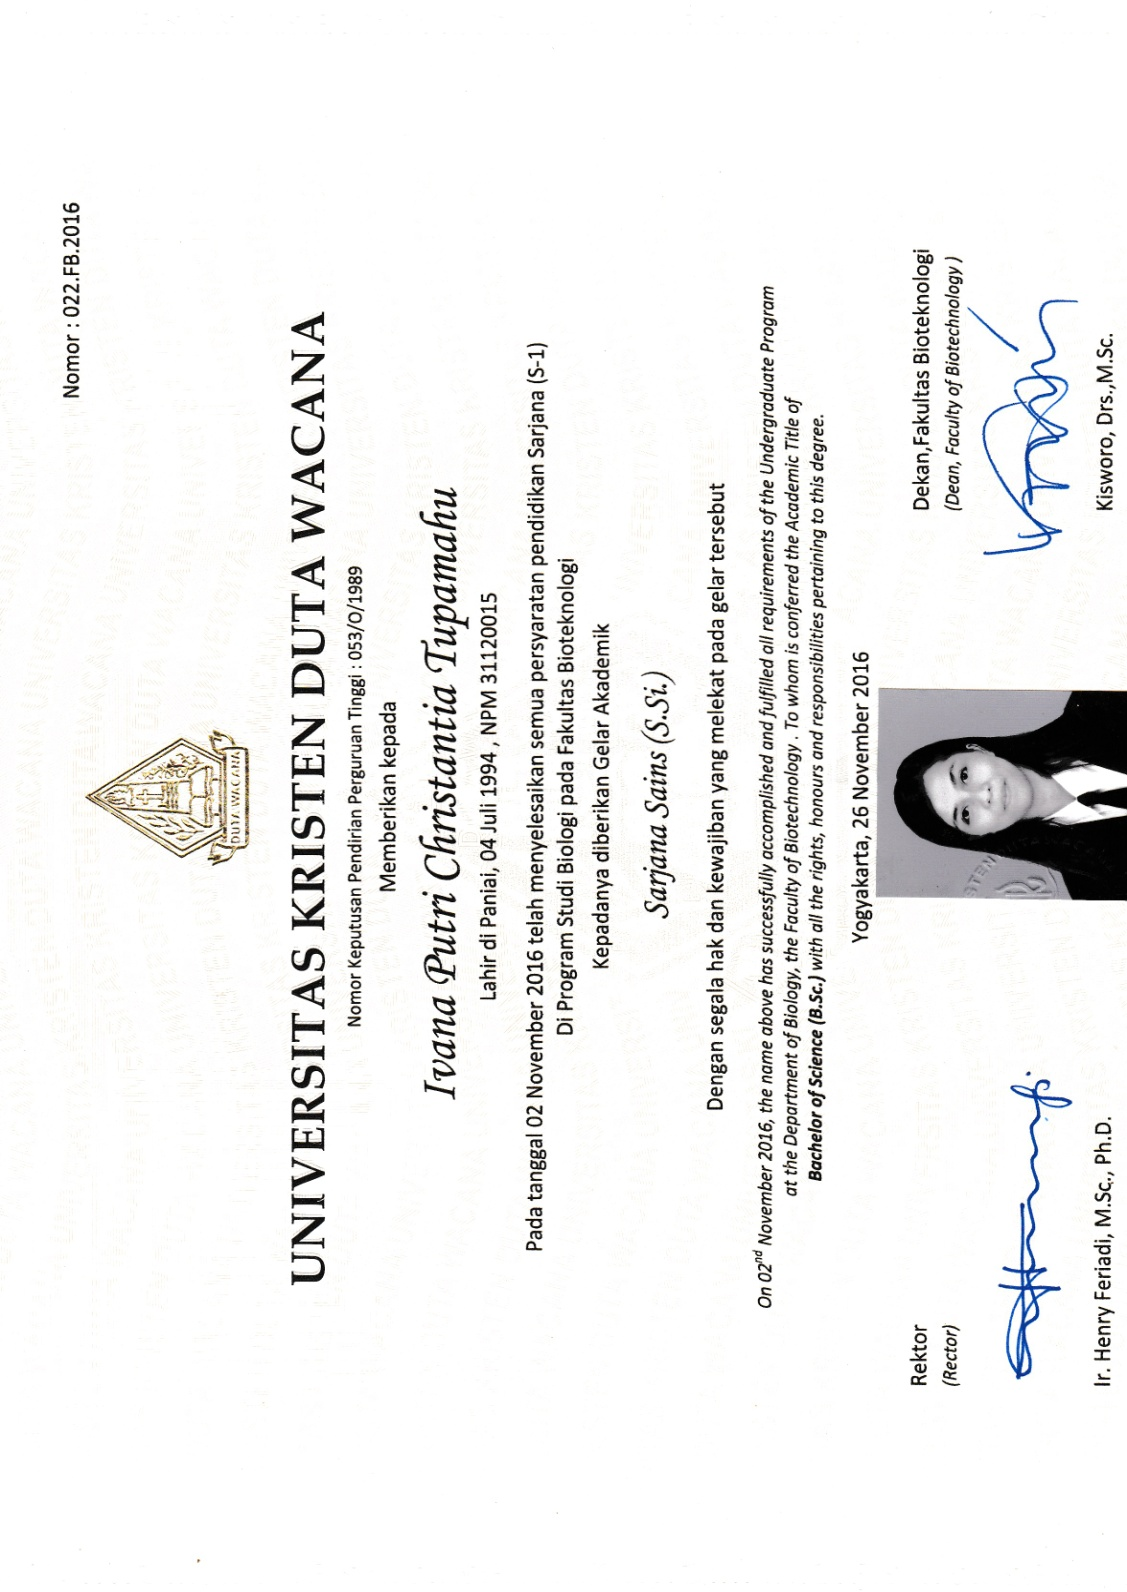 Nomor : 022.FB.2016
DUTA WACANA
UNIVERSITAS KRISTEN DUTA WACANA
Nomor Keputusan Pendirian Perguruan Tinggi : 053/O/1989
Memberikan kepada
Ivana Putri Christantia Tupamahu
Lahir di Paniai, 04 Juli 1994 , NPM 31120015
Pada tanggal 02 November 2016 telah menyelesaikan semua persyaratan pendidikan Sarjana (S-1)
Di Program Studi Biologi pada Fakultas Bioteknologi
Kepadanya diberikan Gelar Akademik
Sarjana Sains (S.Si.)
Dengan segala hak dan kewajiban yang melekat pada gelar tersebut
On 02nd November 2016, the name above has successfully accomplished and fulfilled all requirements of the Undergraduate Program
at the Department of Biology, the Faculty of Biotechnology . To whom is conferred the Academic Title of
Bachelor of Science (B.Sc.) with all the rights, honours and responsibilities pertaining to this degree.
Yogyakarta, 26 November 2016
Rektor
(Rector)
Ir. Henry Feriadi, M.Sc., Ph.D.
Dekan,Fakultas Bioteknologi
(Dean, Faculty of Biotechnology )
Kisworo, Drs.,M.Sc.